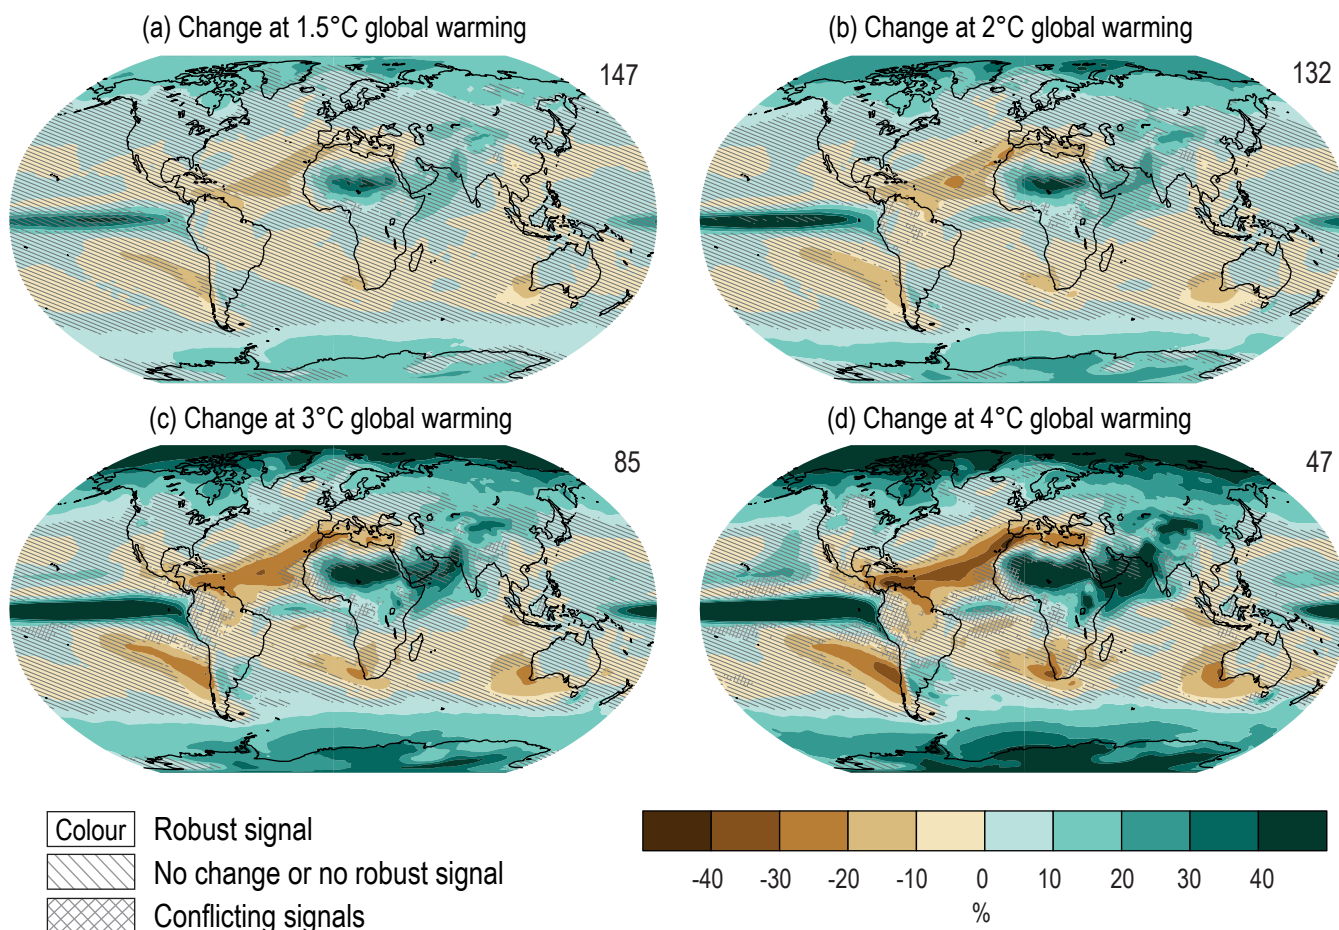 (a) Change at 1.5°C global warming
147
(b) Change at 2°C global warming
132
(c) Change at 3°C global warming
85
(d) Change at 4°C global warming
47
Colour Robust signal
No change or no robust signal
Conflicting signals
-40 -30 -20 -10 0 10 20 30 40
%